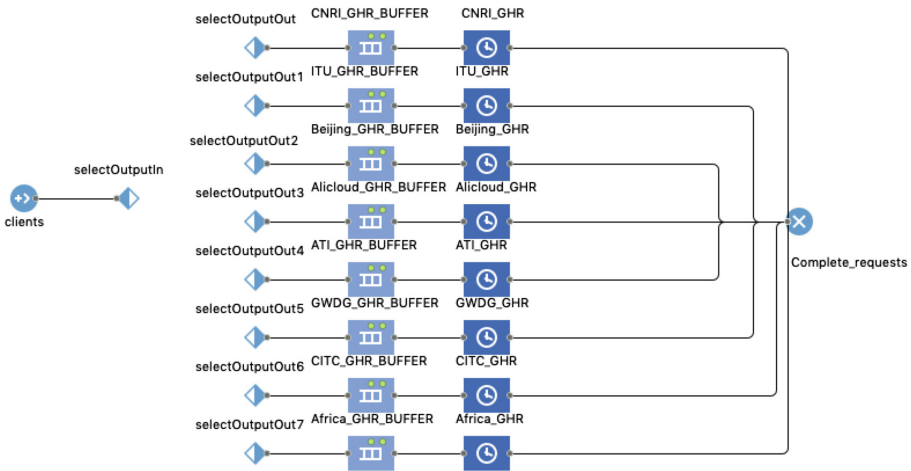 CNRI_GHR_BUFFER CNRI_GHR
selectOutputOut
ITU_GHR_BUFFER ITU_GHR
selectOutputOut1
Beijing_GHR_BUFFER Beijing_GHR
selectOutputOut2
selectOutputIn
Alicloud_GHR_BUFFER Alicloud_GHR
selectOutputOut3
clients
ATI_GHR_BUFFER ATI_GHR
selectOutputOut4
Complete_requests
GWDG_GHR_BUFFER GWDG_GHR
selectOutputOut5
CITC_GHR_BUFFER CITC_GHR
selectOutputOut6
Africa_GHR_BUFFER Africa_GHR
selectOutputOut7